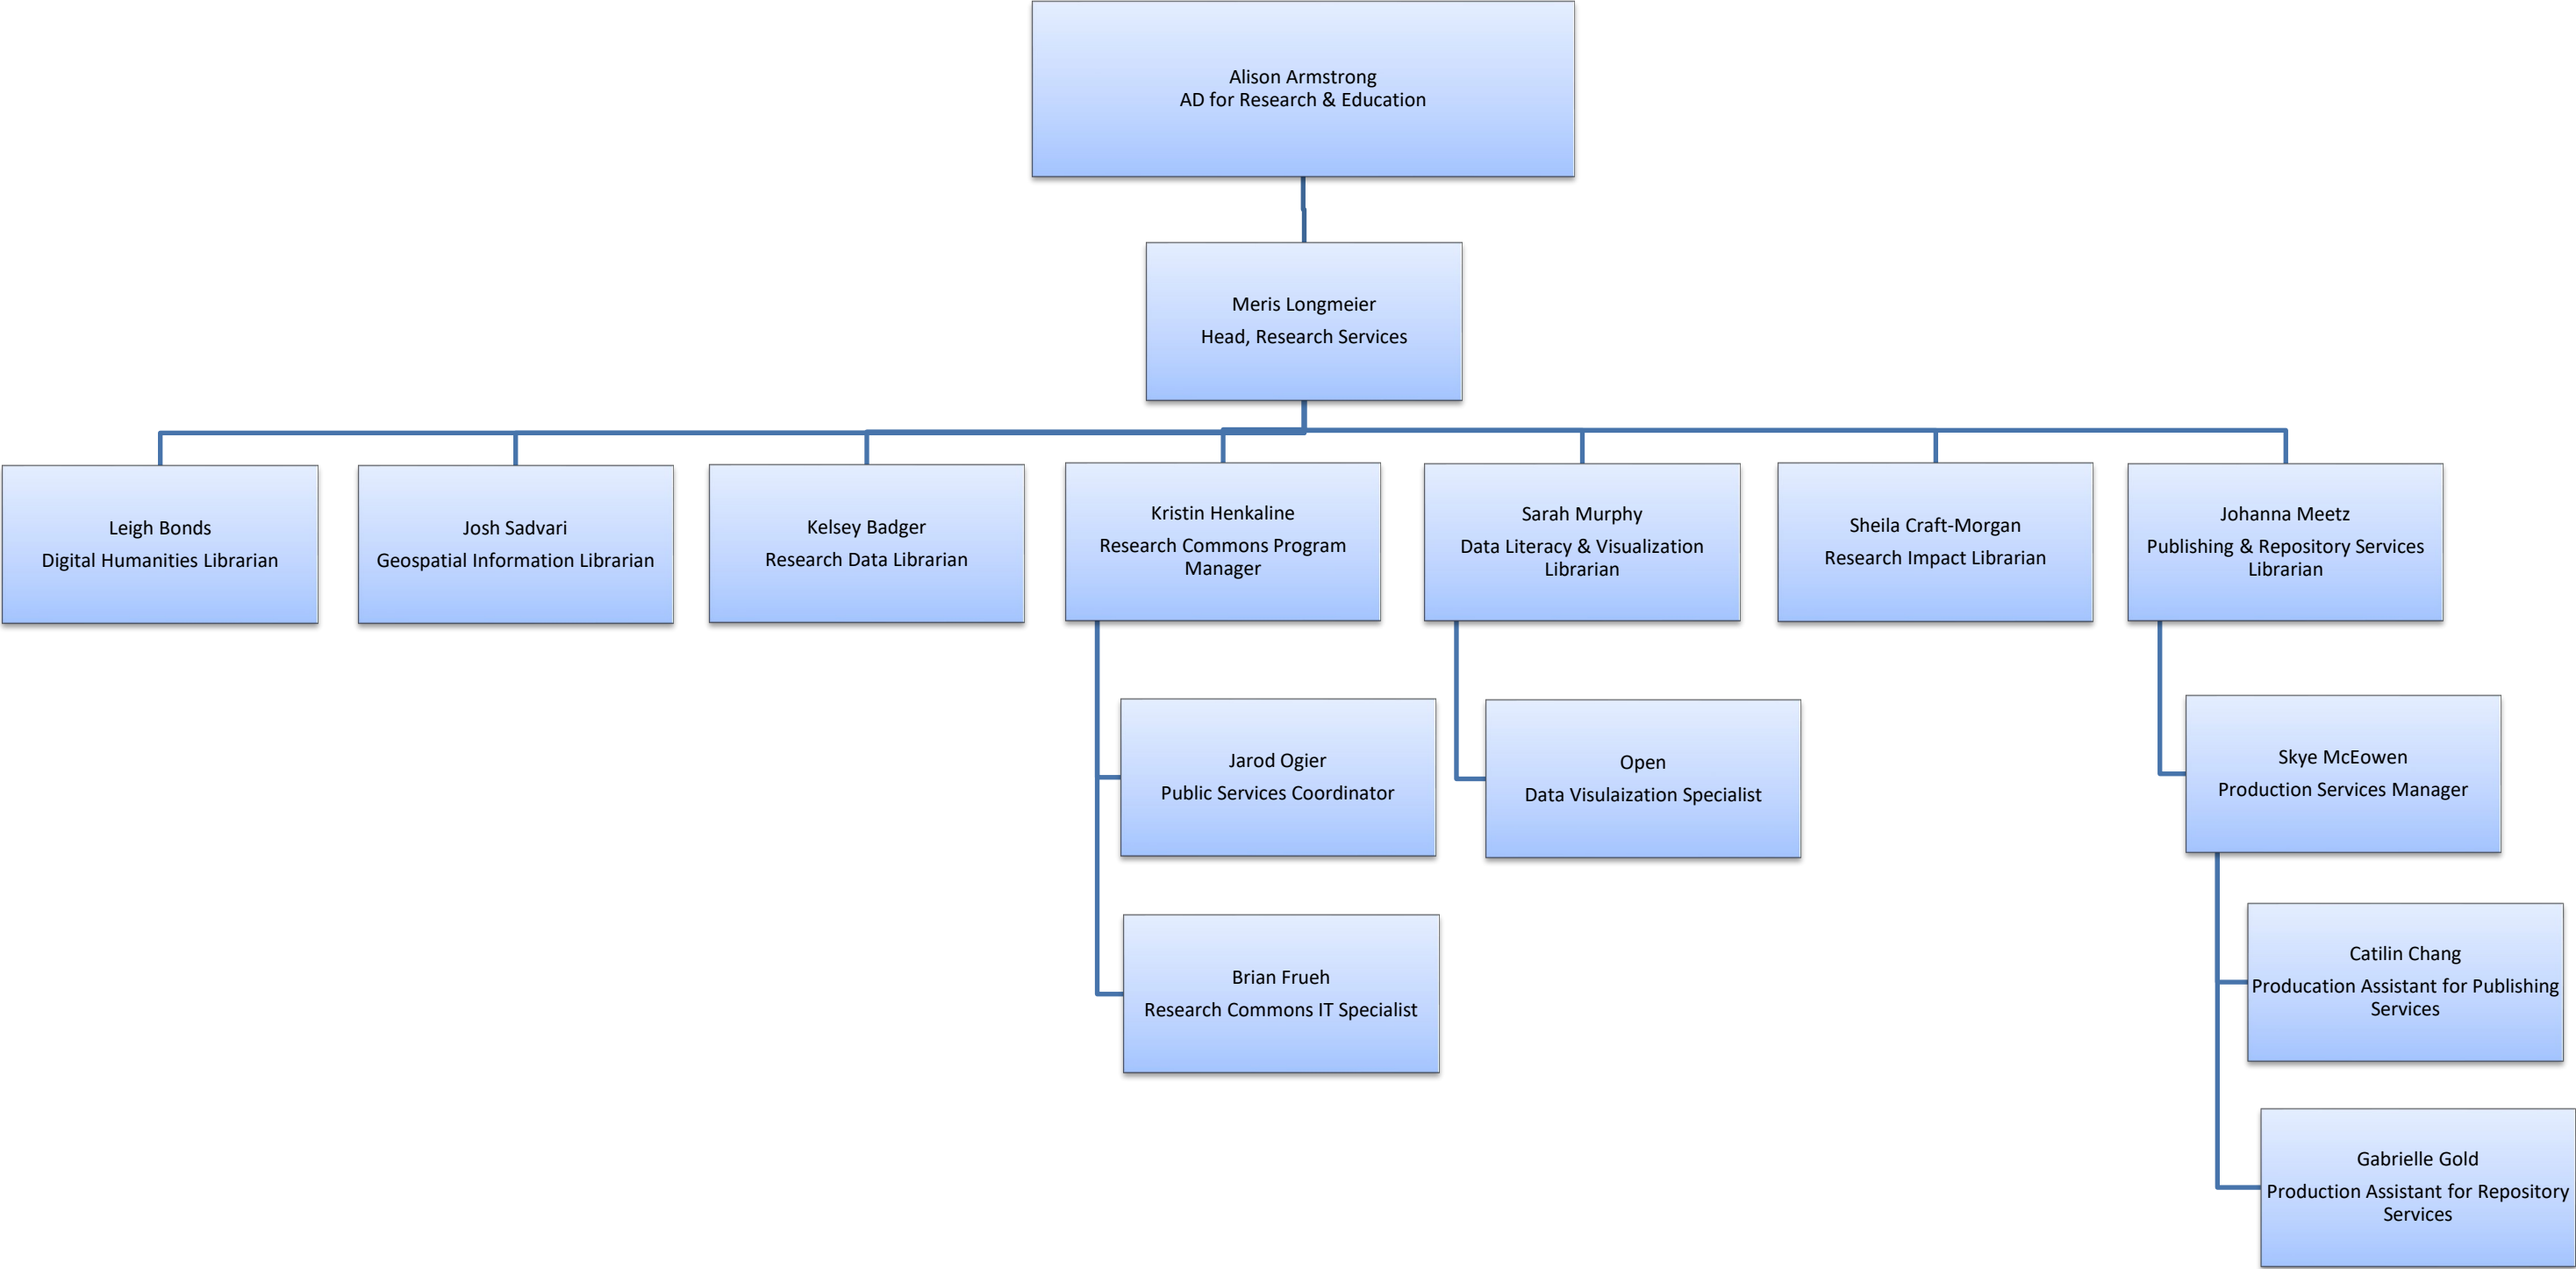 Alison Armstrong
AD for Research & Education
Meris Longmeier
Head, Research Services
Leigh Bonds
Digital Humanities Librarian
Josh Sadvari
Geospatial Information Librarian
Kelsey Badger
Research Data Librarian
Kristin Henkaline
Research Commons Program
Manager
Sarah Murphy
Data Literacy & Visualization
Librarian
Sheila Craft-Morgan
Research Impact Librarian
Johanna Meetz
Publishing & Repository Services
Librarian
Jarod Ogier
Public Services Coordinator
Open
Data Visulaization Specialist
Skye McEowen
Production Services Manager
Brian Frueh
Research Commons IT Specialist
Catilin Chang
Producation Assistant for Publishing
Services
Gabrielle Gold
Production Assistant for Repository
Services